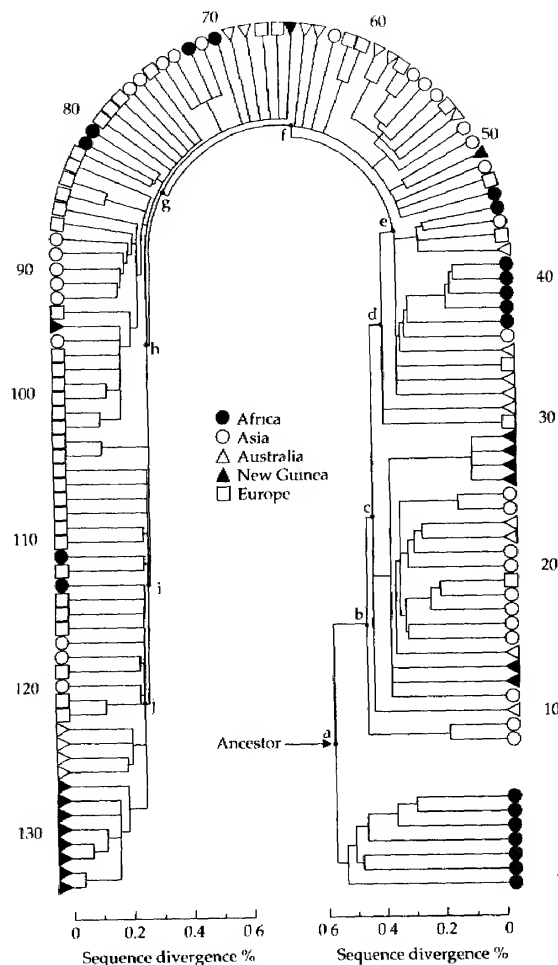 70
60
80
50
f
g
e
90
40
d
h
100
30
Africa
Asia
Australia
New Guinea
Europe
c
110
20
i
b
120
j
10
a
Ancestor
130
0 0.2 0.4 0.6
0.6 0.4 0.2 0
Sequence divergence %
Sequence divergence %